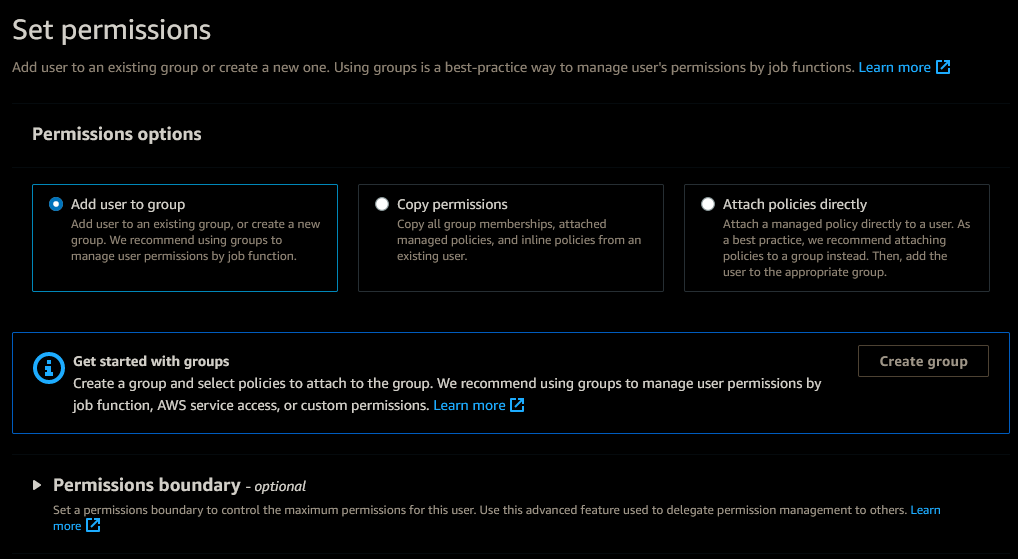 Set permissions
Add user to an existing group or create a new one. Using groups is a best-practice way to manage user's permissions by job functions. Learn more
Permissions options
Add user to group
Add user to an existing group, or create a new
group. We recommend using groups to
manage user permissions by job function.
Copy permissions
Copy all group memberships, attached
managed policies, and inline policies from an
existing user.
Attach policies directly
Attach a managed policy directly to a user. As
a best practice, we recommend attaching
policies to a group instead. Then, add the
user to the appropriate group.
Get started with groups
Create a group and select policies to attach to the group. We recommend using groups to manage user permissions by
job function, AWS service access, or custom permissions. Learn more
Create group
Permissions boundary - optional
Set a permissions boundary to control the maximum permissions for this user. Use this advanced feature used to delegate permission management to others. Learn
more